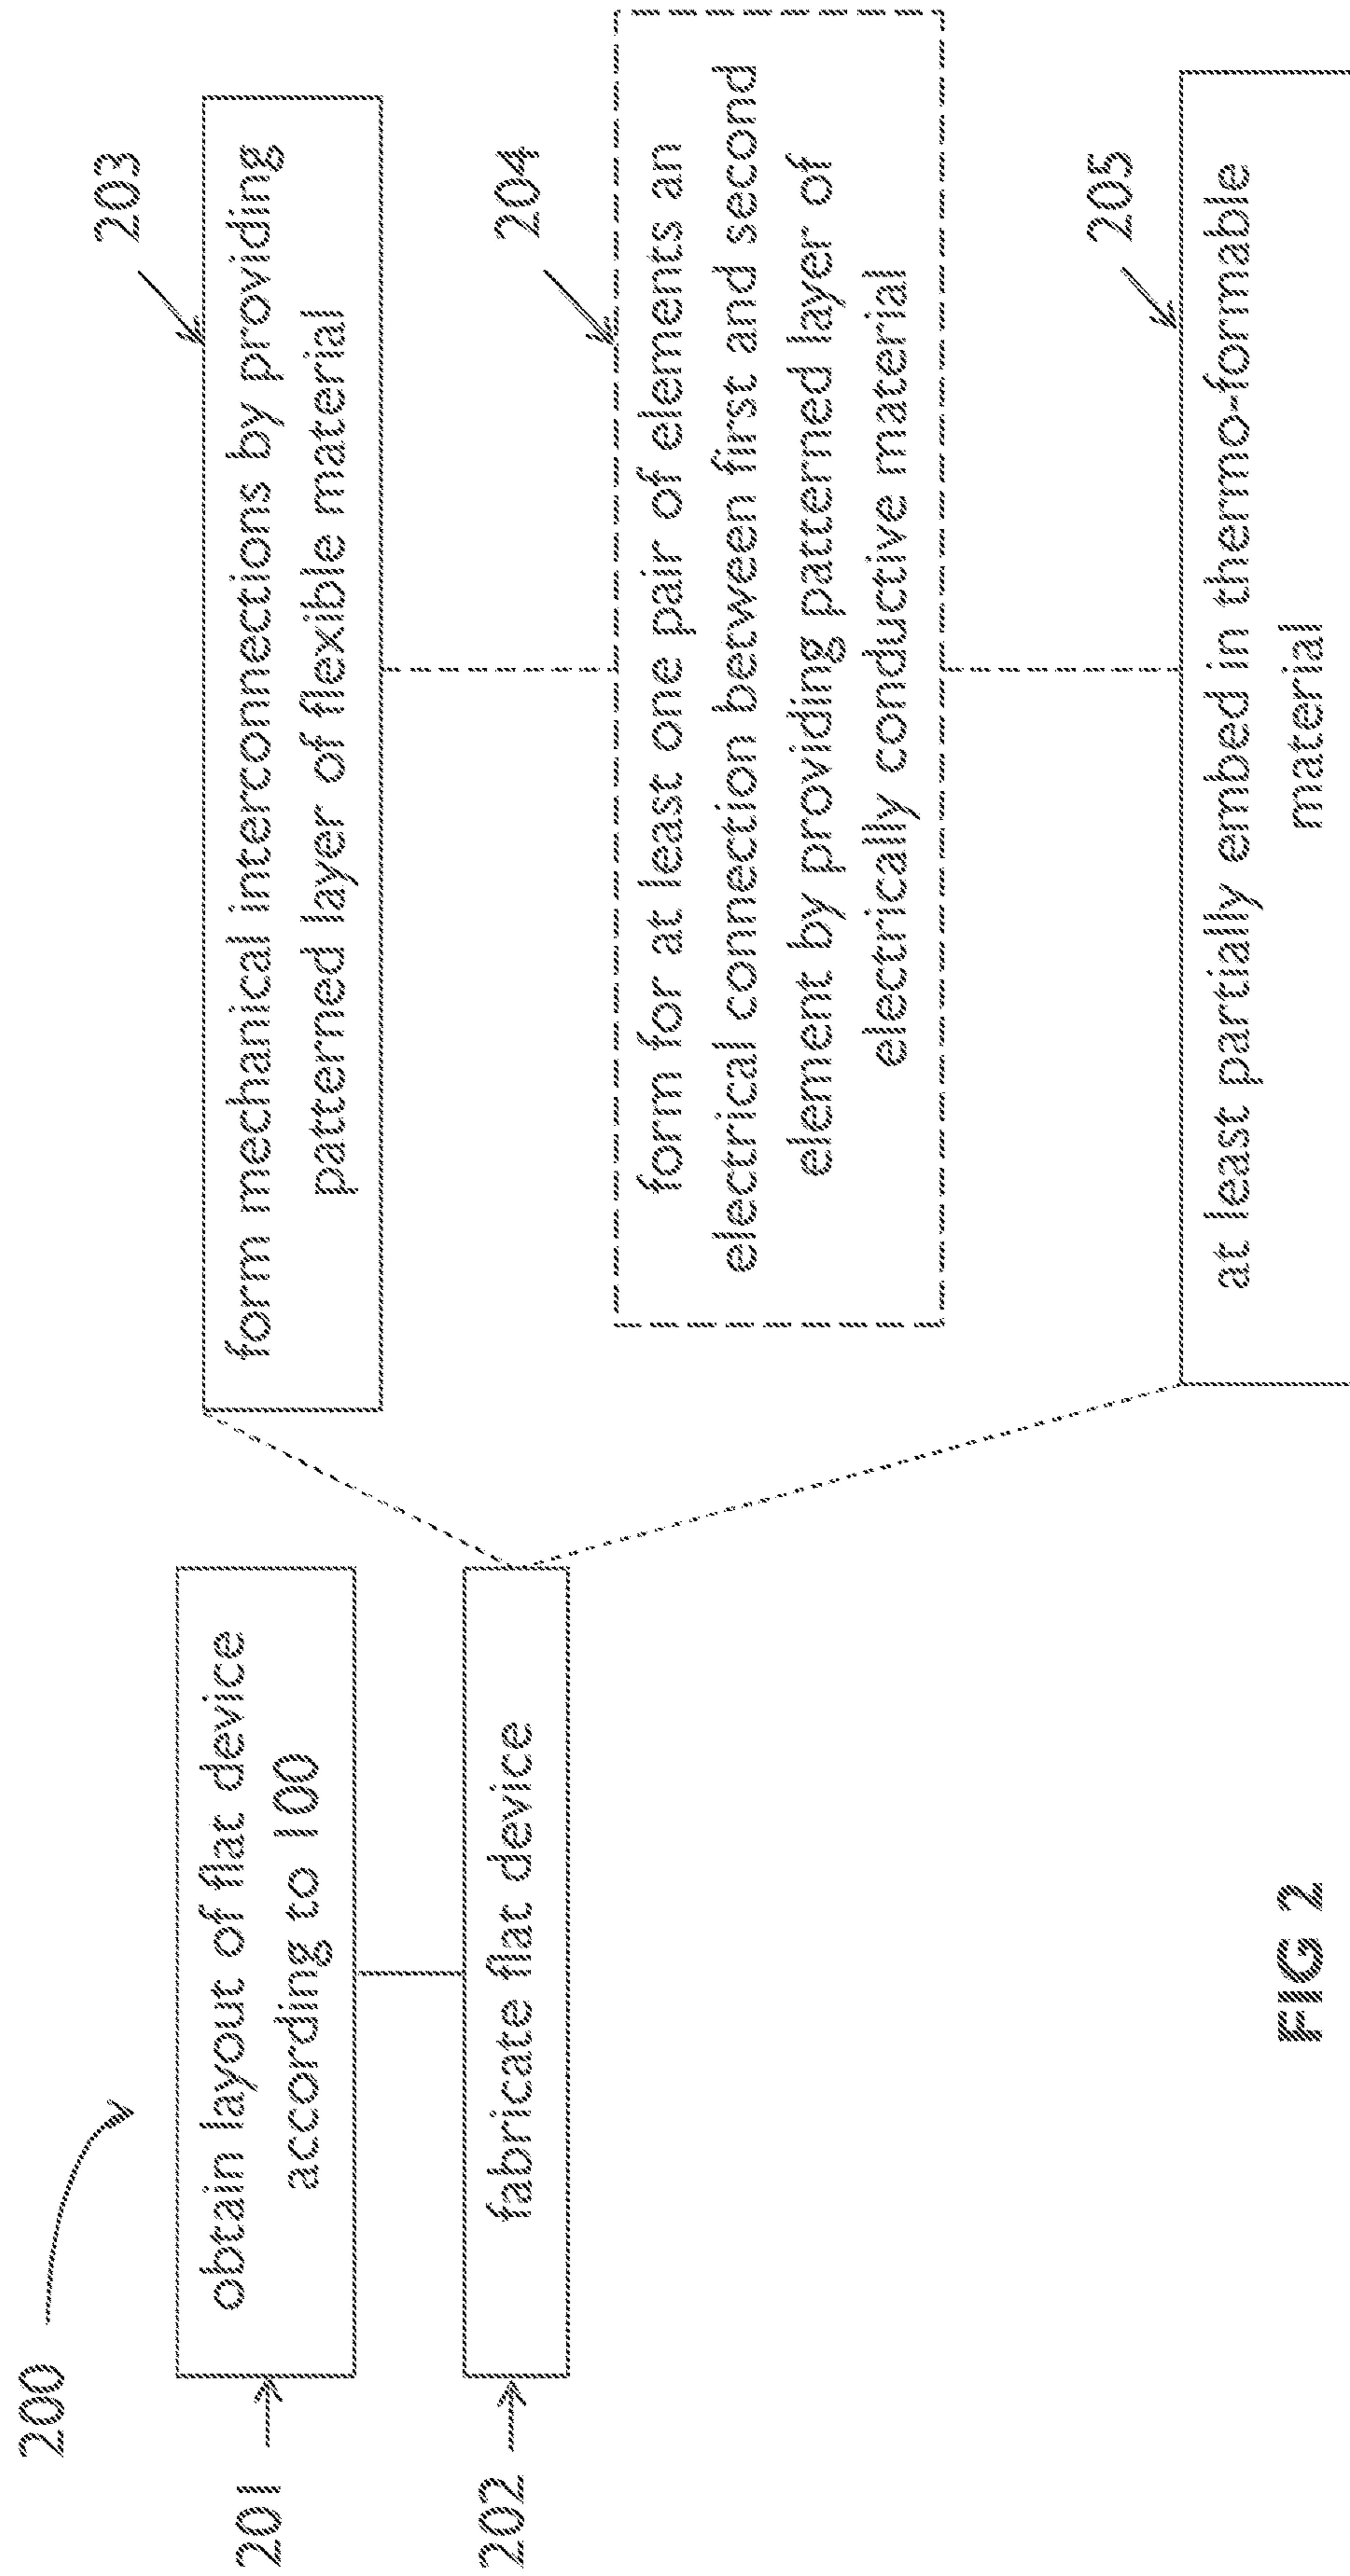 200
201
obtain layout of flat device
according to 100
202
fabricate flat device
203
form mechanical interconnections by providing
patterned layer of flexible material
204
form for at least one pair of elements an
electrical connection between first and second
element by providing patterned layer of
electrically conductive material
205
at least partially embed in thermo-formable
material
FIG 2